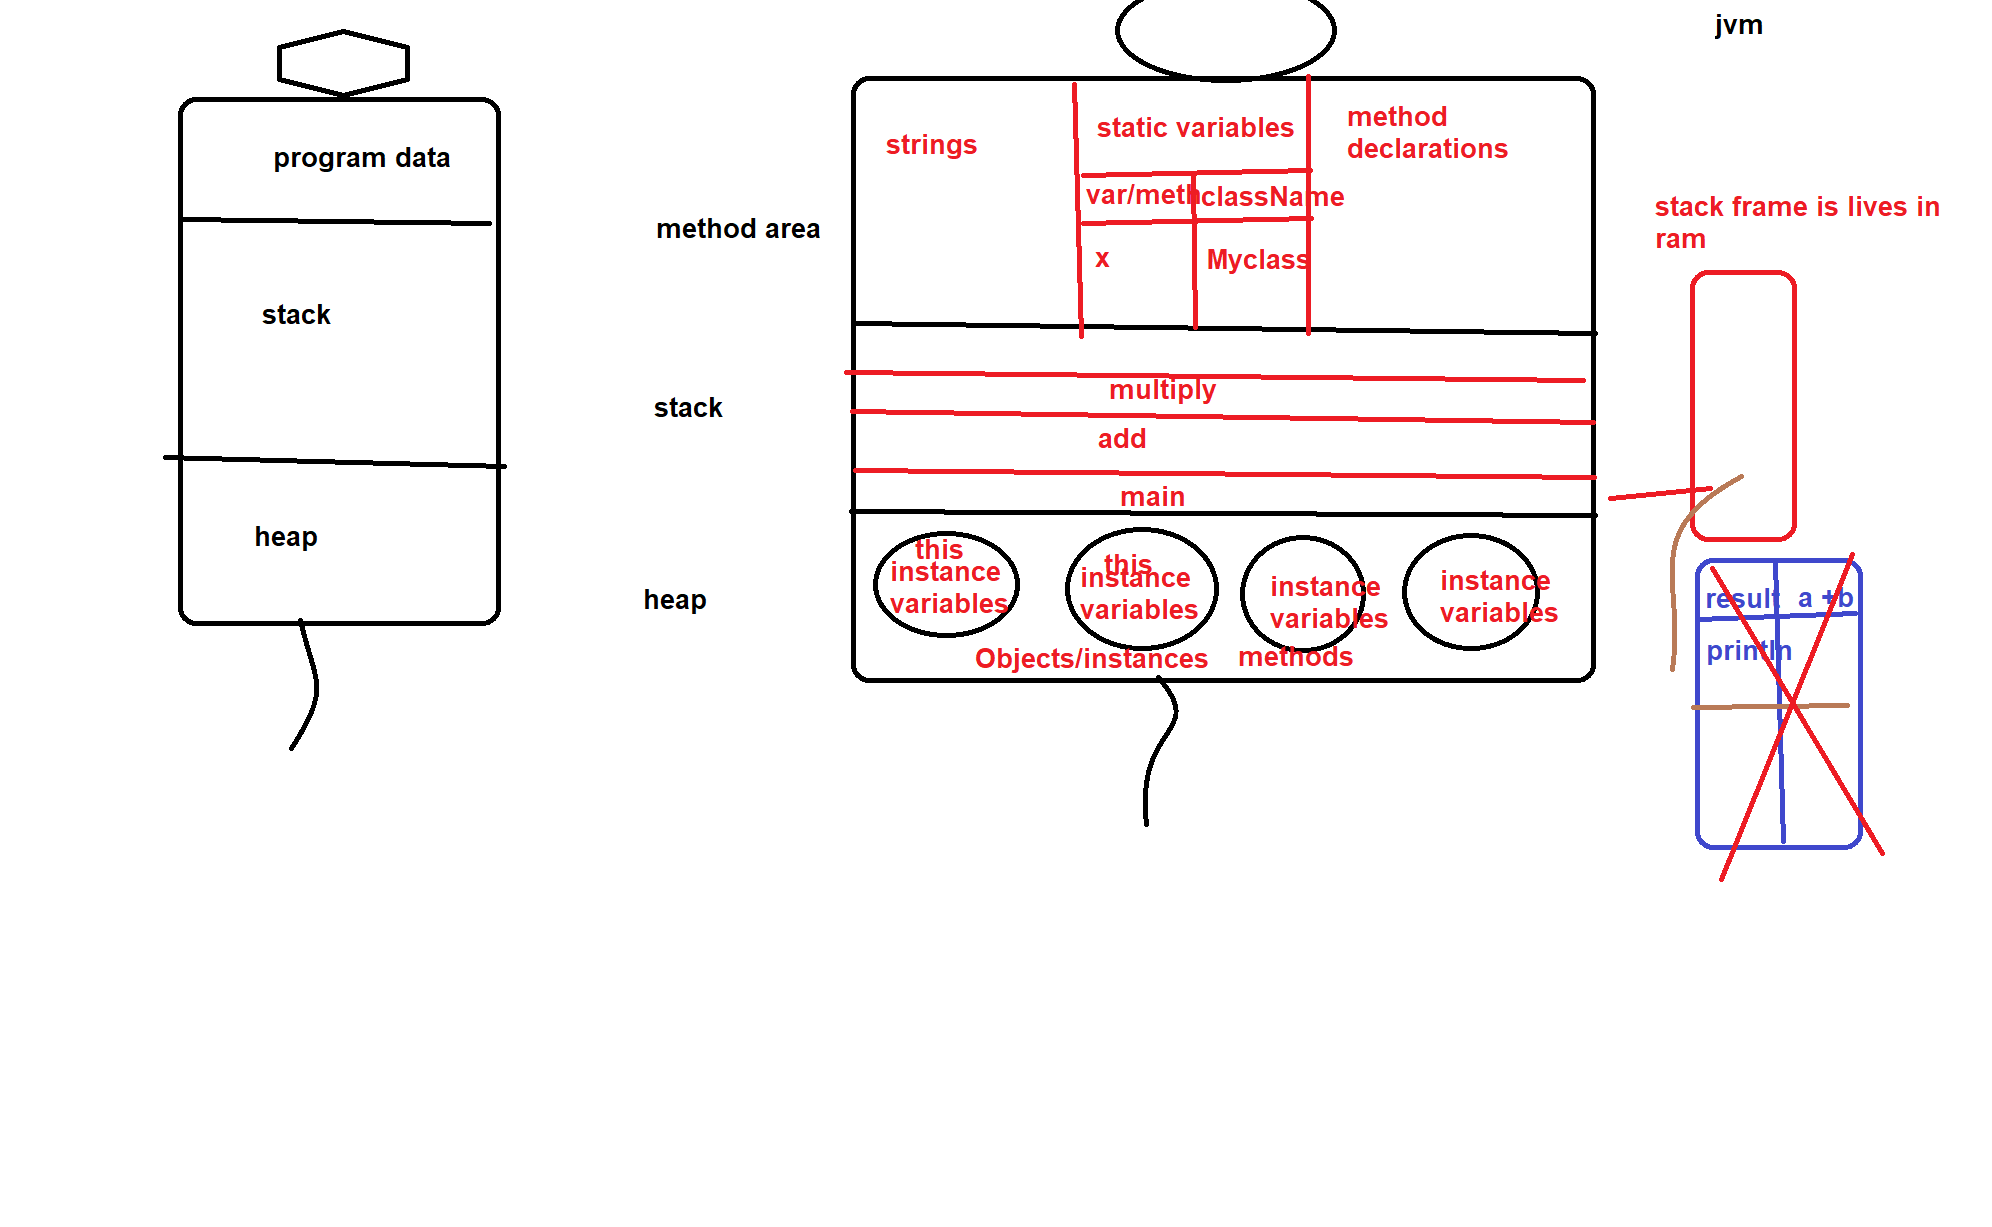 program data
stack
heap
jvm
method area
strings
static variables
method
declarations
var/meth
className
x
Myclass
stack
multiply
add
main
heap
this
instance
variables
this
instance
variables
instance
variables
instance
variables
Objects/instances
methods
stack frame is lives in
ram
result
a +b
println